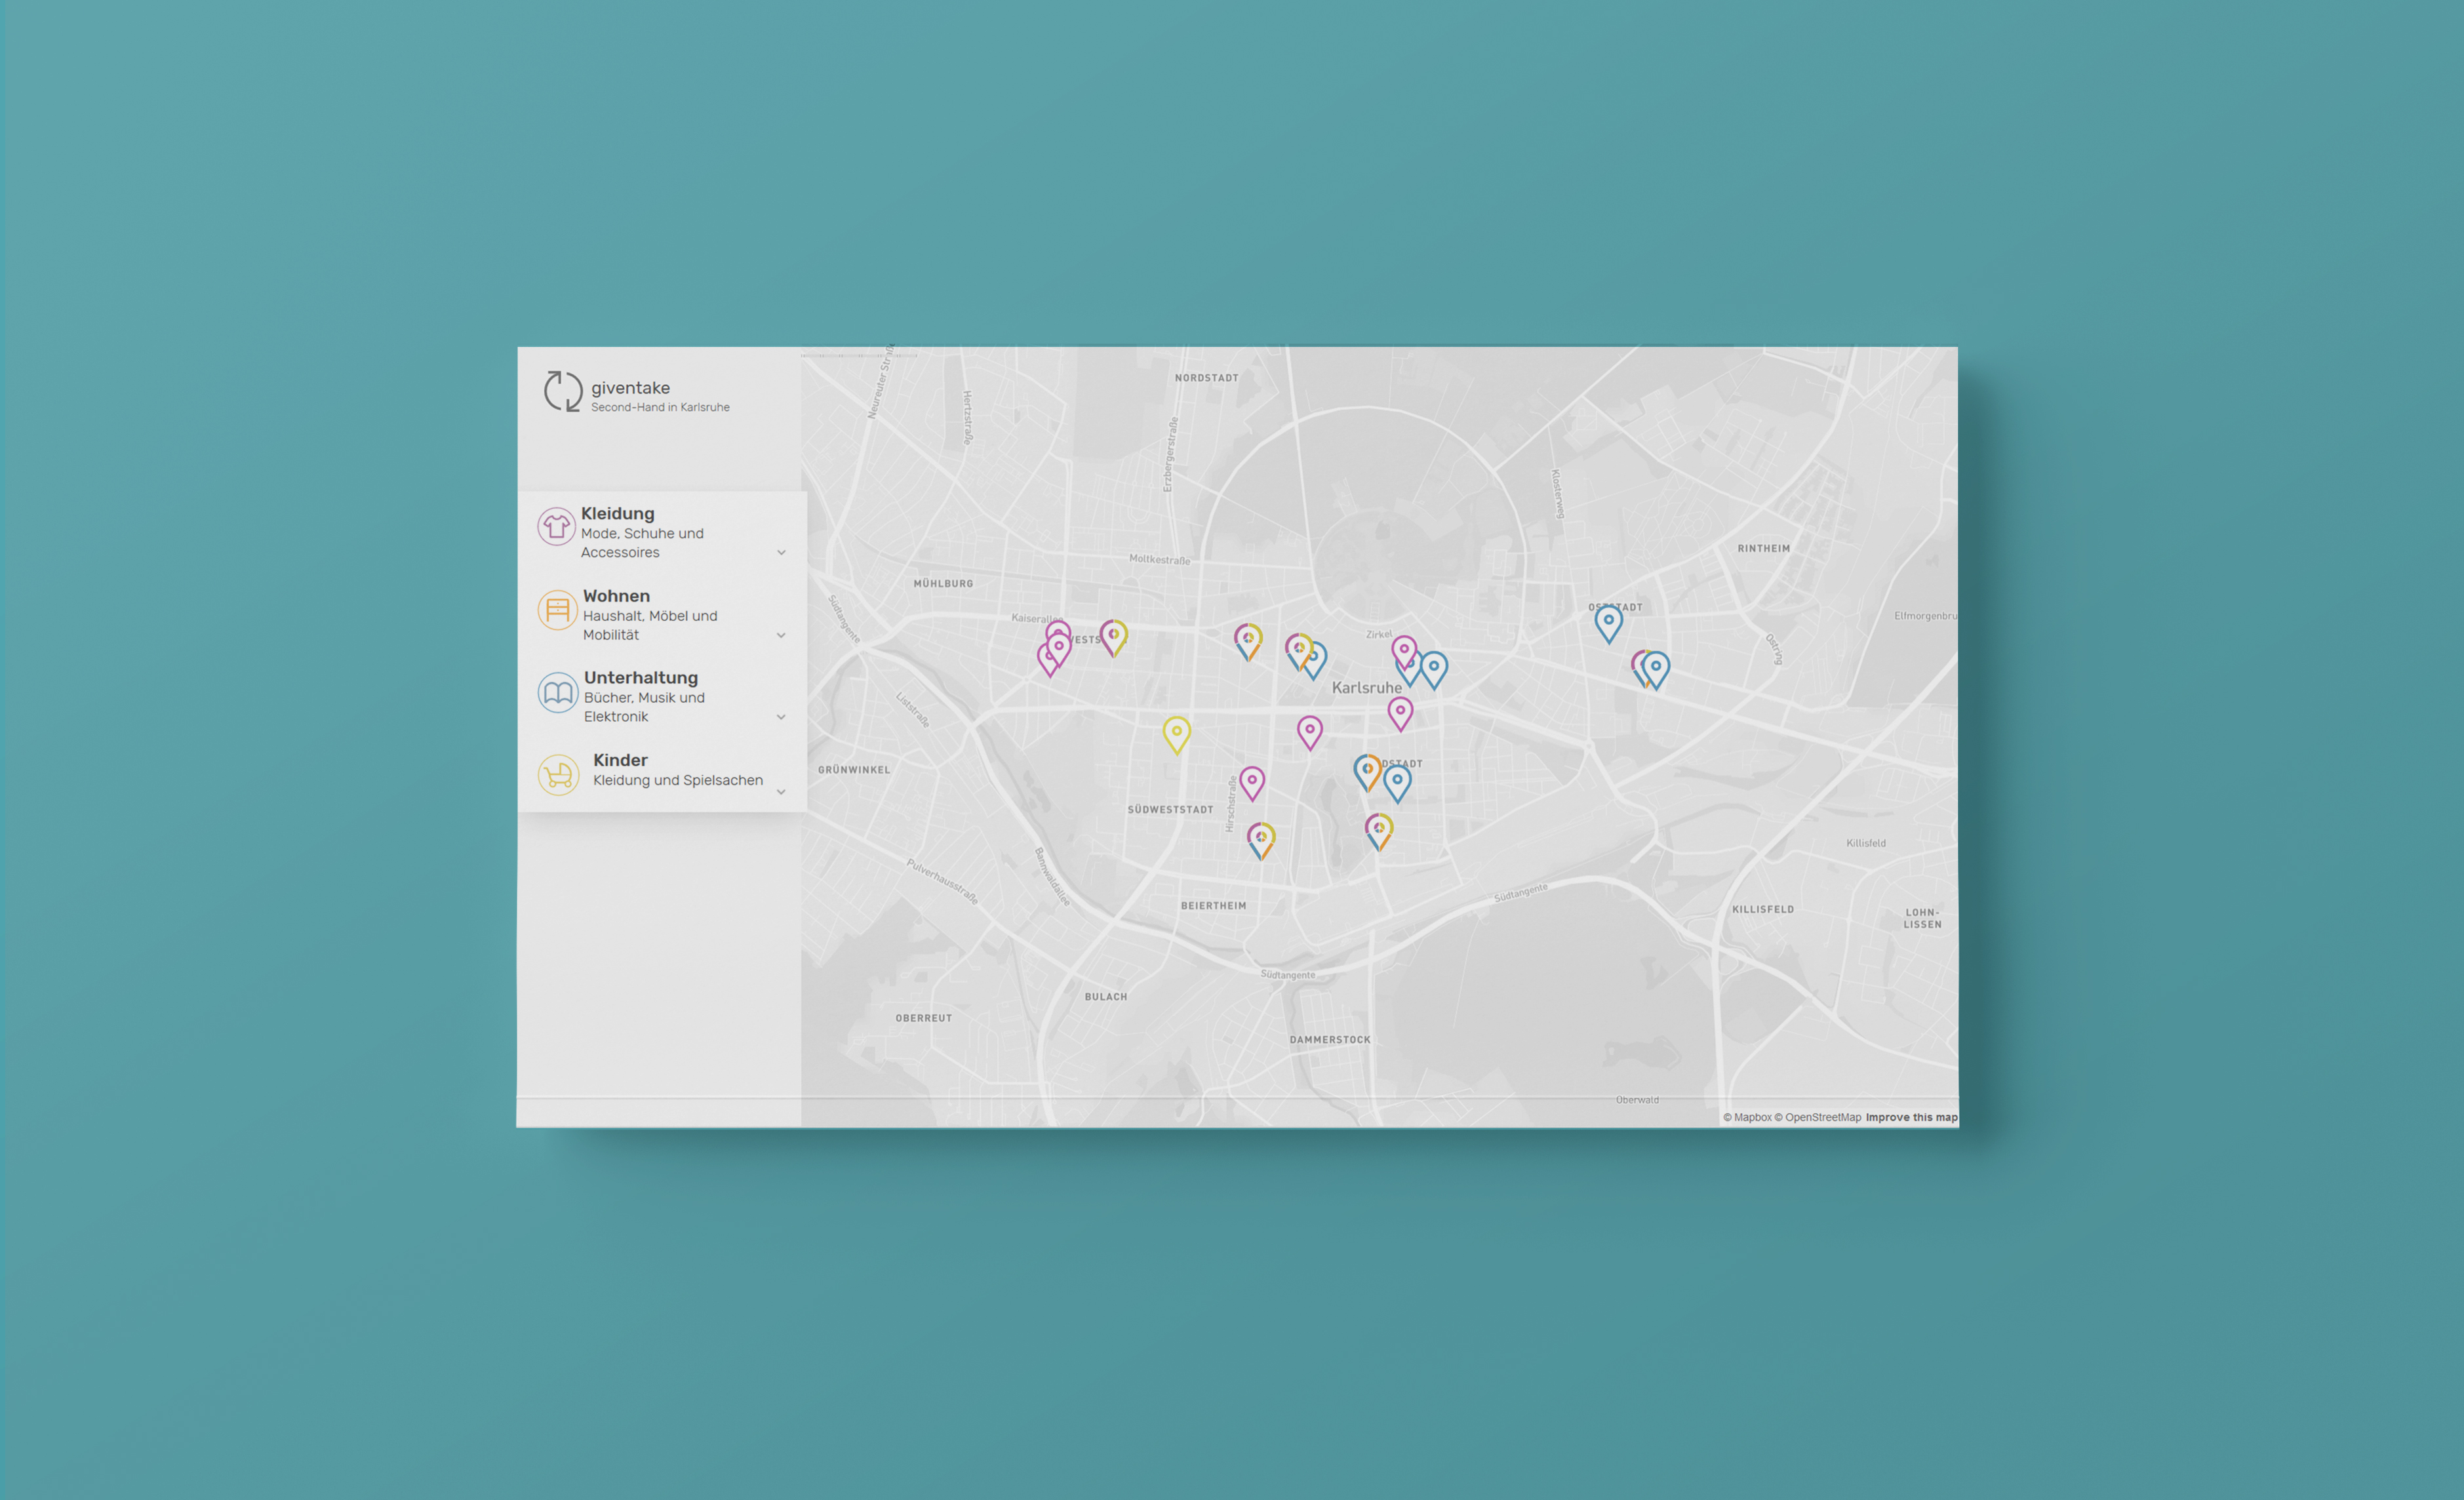 giventake
Second-Hand in Karlsruhe
Kleidung
Mode, Schuhe und
Accessoires
Wohnen
Haushalt, Möbel und
Mobilität
Unterhaltung
Bücher, Musik und
Elektronik
Kinder
Kleidung und Spielsachen
Neureuter Straße
Hertzstraße
NORDSTADT
Erzbergerstraße
Klosterweg
RINTHEIM
Moltkestraße
MÜHLBURG
Südtangente
Kaiserallee
Zirkel
OSTSTADT
Elfmorgenbru
Ostring
Karlsruhe
Liststraße
GRÜNWINKEL
DSTADT
Hirschstraße
SÜDWESTSTADT
Killisfeld
Pulverhausstraße
Bannwaldallee
BEIERTHEIM
Südtangente
KILLISFELD
LOHN-
LISSEN
Südtangente
BULACH
OBERREUT
DAMMERSTOCK
Oberwald
© Mapbox © OpenStreetMap Improve this map